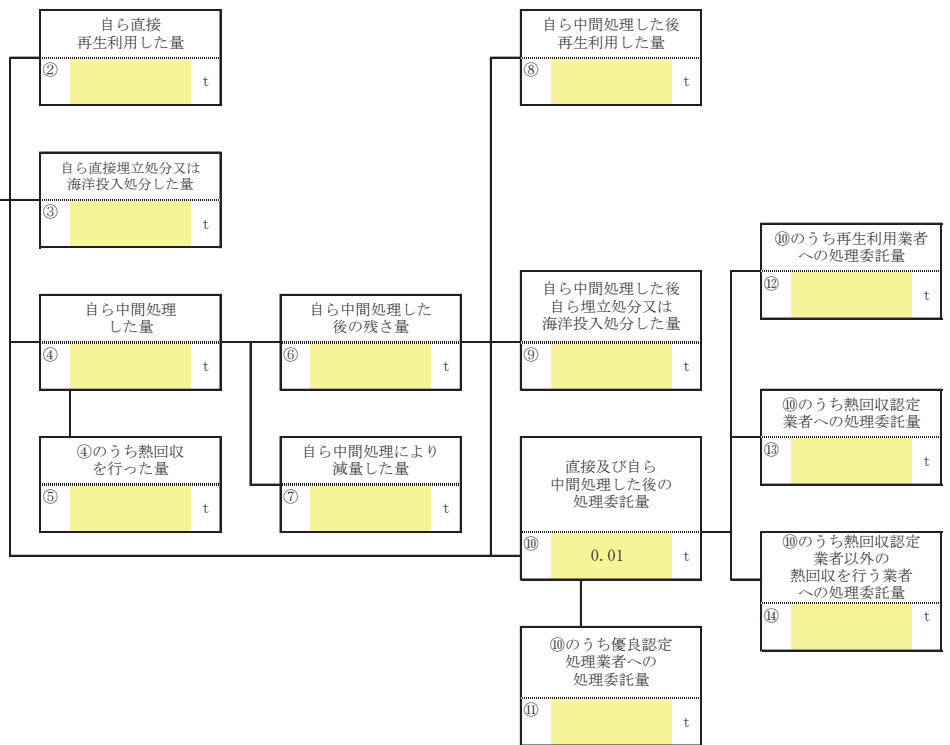 自ら直接
再生利用した量
②
t
自ら直接埋立処分又は
海洋投入処分した量
③
t
自ら中間処理
した量
④
t
④のうち熱回収
を行った量
⑤
t
自ら中間処理した
後の残さ量
⑥
t
自ら中間処理により
減量した量
⑦
t
自ら中間処理した後
再生利用した量
⑧
t
自ら中間処理した後
自ら埋立処分又は
海洋投入処分した量
⑨
t
直接及び自ら
中間処理した後の
処理委託量
⑩ 0.01 t
⑩のうち優良認定
処理業者への
処理委託量
⑪
t
⑩のうち再生利用業者
への処理委託量
⑫
t
⑩のうち熱回収認定
業者への処理委託量
⑬
t
⑩のうち熱回収認定
業者以外の
熱回収を行う業者
への処理委託量
⑭
t